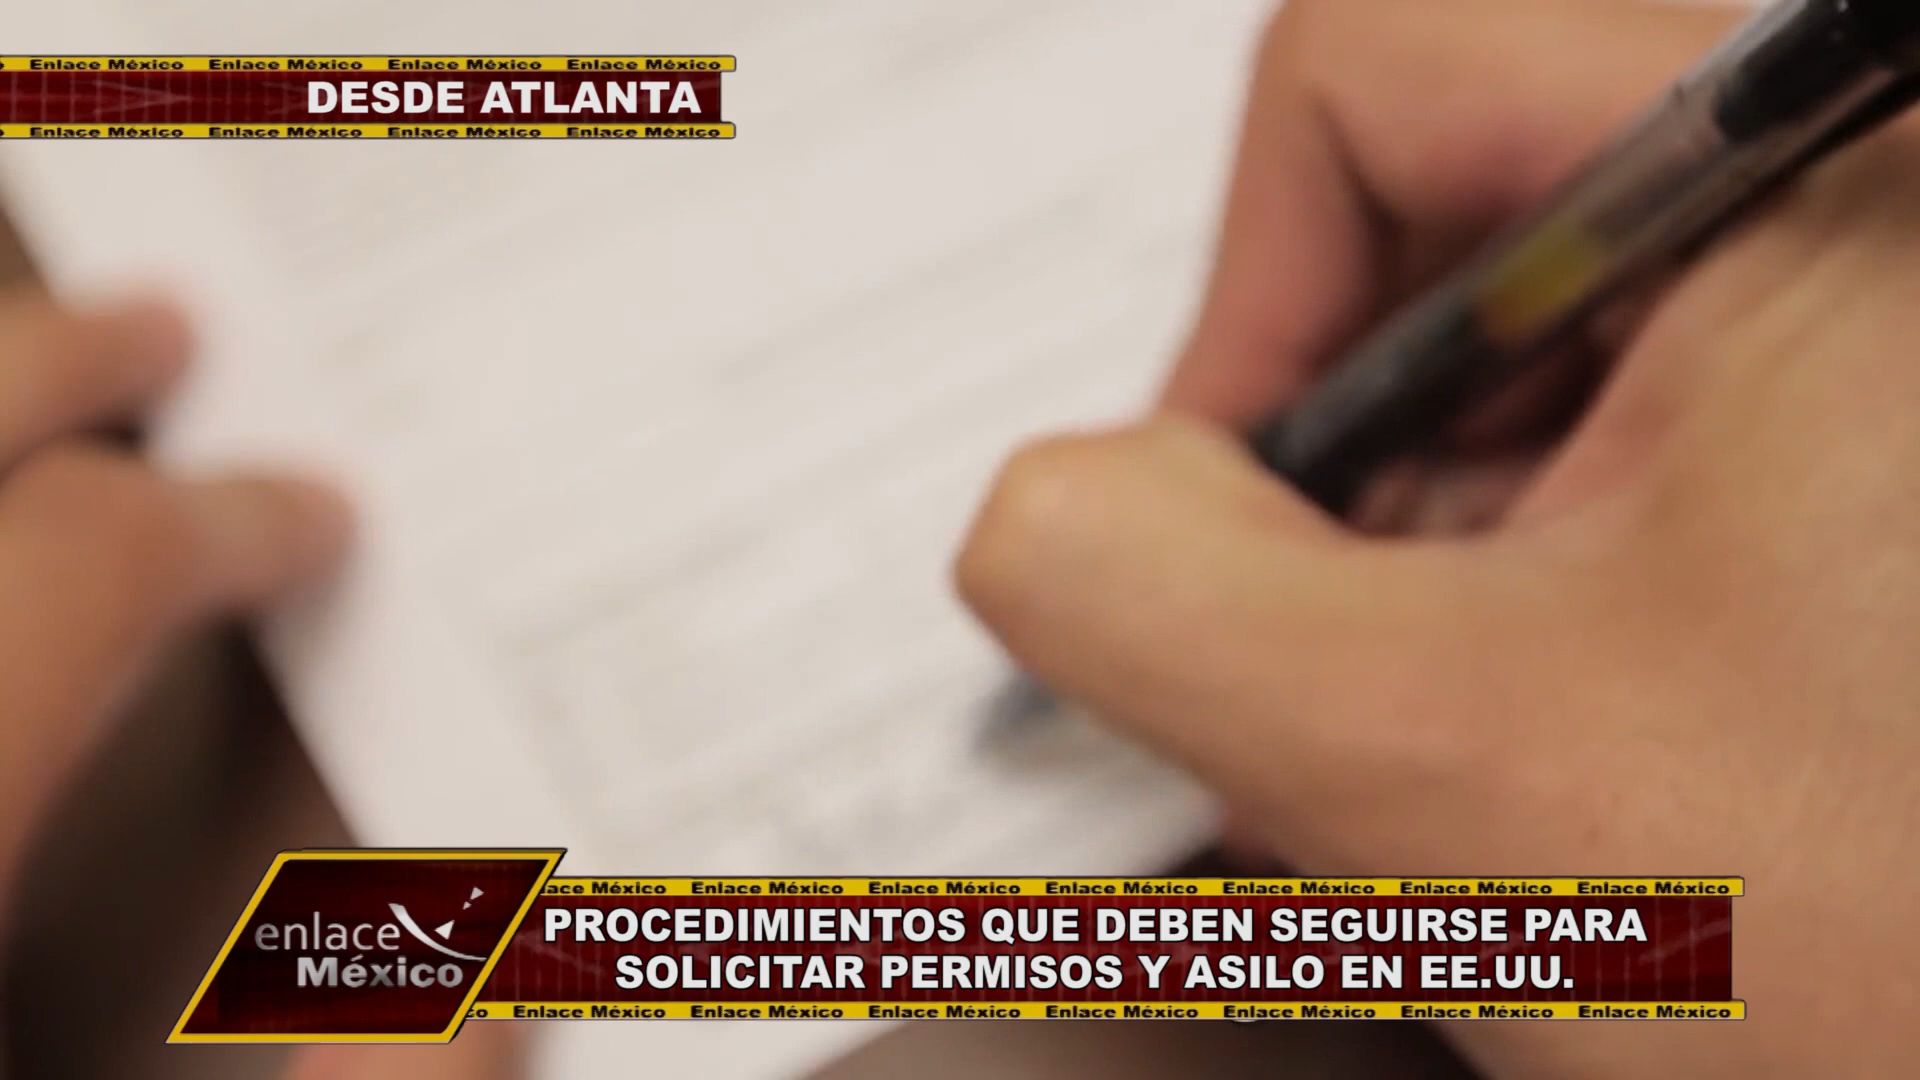 Enlace México Enlace México Enlace México Enlace México
DESDE ATLANTA
Enlace México Enlace México Enlace México Enlace México
ace México Enlace México Enlace México Enlace México Enlace México Enlace México Enlace México
PROCEDIMIENTOS QUE DEBEN SEGUIRSE PARA
SOLICITAR PERMISOS Y ASILO EN EE.UU.
enlace
México
co Enlace México Enlace México Enlace México Enlace México Enlace México Enlace México Enlace México